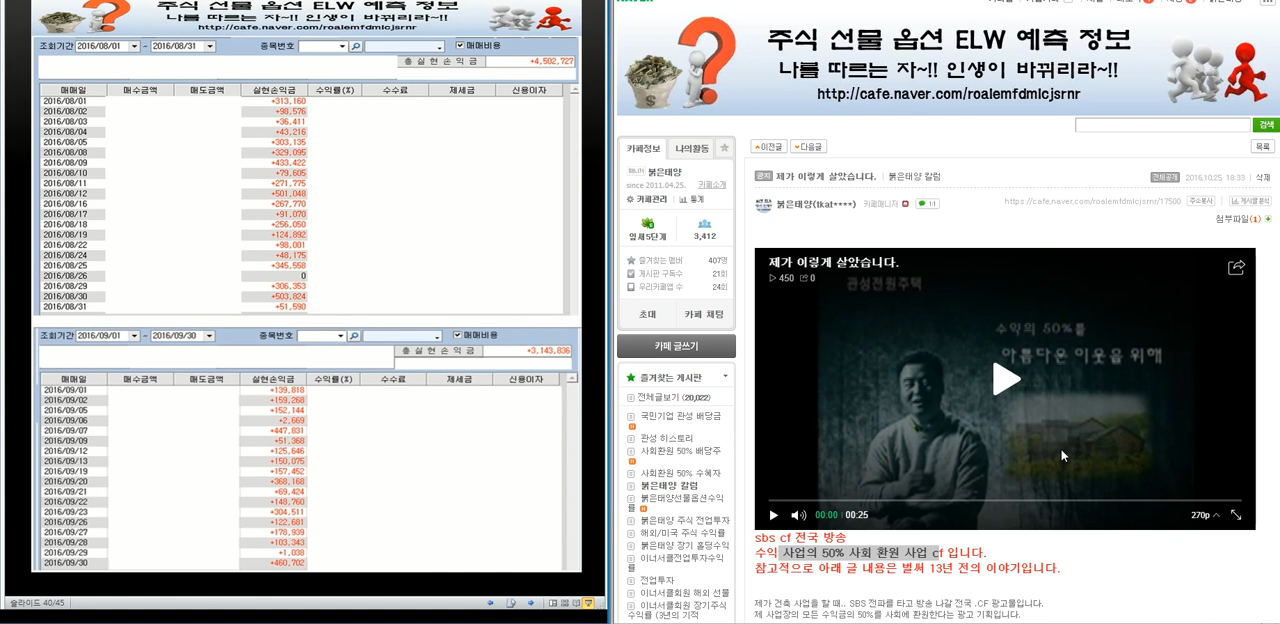 주식 선물 옵션 ELW 예측 정보
나를 따르는 자~!! 인생이 바뀌리라~!!
http://cafe.naver.com/roalemfdmlcjsrnr
조회기간 2016/08/01 ~ 2016/08/31 종목번호 매매비용
총 실 현 손 익 금 +4,502,727
매매일 매수금액 매도금액 실현손익금 수익률(%) 수수료 제세금 신용이자
2016/08/01 +313,160
2016/08/02 +98,576
2016/08/03 +36,411
2016/08/04 +43,216
2016/08/05 +303,135
2016/08/08 +329,095
2016/08/09 +433,422
2016/08/10 +79,605
2016/08/11 +271,775
2016/08/12 +501,048
2016/08/16 +267,770
2016/08/17 +91,070
2016/08/18 +256,050
2016/08/19 +124,892
2016/08/22 +98,001
2016/08/24 +48,175
2016/08/25 +345,558
2016/08/26 0
2016/08/29 +306,353
2016/08/30 +503,824
2016/08/31 +51,590
조회기간 2016/09/01 ~ 2016/09/30 종목번호 매매비용
총 실 현 손 익 금 +3,143,836
매매일 매수금액 매도금액 실현손익금 수익률(%) 수수료 제세금 신용이자
2016/09/01 +139,818
2016/09/02 +159,268
2016/09/05 +152,144
2016/09/06 +2,669
2016/09/07 +447,831
2016/09/09 +51,368
2016/09/12 +125,646
2016/09/13 +150,075
2016/09/19 +157,452
2016/09/20 +368,168
2016/09/21 +69,424
2016/09/22 +148,760
2016/09/23 +304,511
2016/09/26 +122,681
2016/09/27 +178,939
2016/09/28 +103,343
2016/09/29 +1,038
2016/09/30 +460,702
슬라이드 40/45
주식 선물 옵션 ELW 예측 정보
나를 따르는 자~!! 인생이 바뀌리라~!!
http://cafe.naver.com/roalemfdmlcjsrnr
검색
카페정보 나의활동
붉은태양
since 2011.04.25. 카페소개
카페관리 통계
잎새5단계 3,412
즐겨찾는 멤버 407명
게시판 구독수 21회
우리카페앱 수 24회
초대 카페 채팅
카페 글쓰기
즐겨찾는 게시판
전체글보기 (20,022)
국민기업 관성 배당금
관성 히스토리
사회환원 50% 배당주
사회환원 50% 수혜자
붉은태양 칼럼
붉은태양선물옵션수익률
붉은태양 주식 전업투자
해외/미국 주식 수익률
붉은태양 장기 홀딩수익
이너서클전업투자수익률
전업투자
이너서클회원 해외 선물
이너서클회원 장기주식
수익률 (3년의 기적
이전글 다음글 목록
공지 제가 이렇게 살았습니다. | 붉은태양 칼럼 전체공개 2016.10.25. 18:33 | 삭제
붉은태양(tkat****) 카페매니저 11 https://cafe.naver.com/roalemfdmlcjsrnr/17500 주소복사
첨부파일(1)
제가 이렇게 살았습니다.
450 0
관성전원주택
수익의 50%를
아름다운 이웃을 위해
00:00 00:25 270p
sbs cf 전국 방송
수익 사업의 50% 사회 환원 사업 cf 입니다.
참고적으로 아래 글 내용은 벌써 13년 전의 이야기입니다.
제가 건축 사업을 할 때.. SBS 전파를 타고 방송 나갈 전국 .CF 광고물입니다.
제 사업장의 모든 수익금의 50%를 사회에 환원한다는 광고 기획입니다.